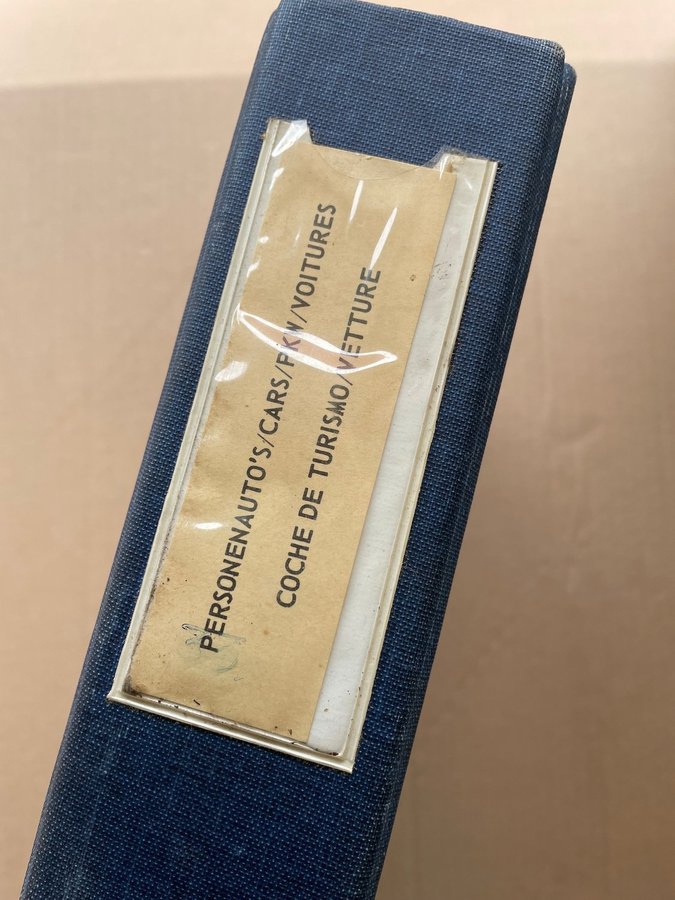 PERSONENAUTO'S/CARS/PKW/VOITURES
COCHE DE TURISMO/VETTURE